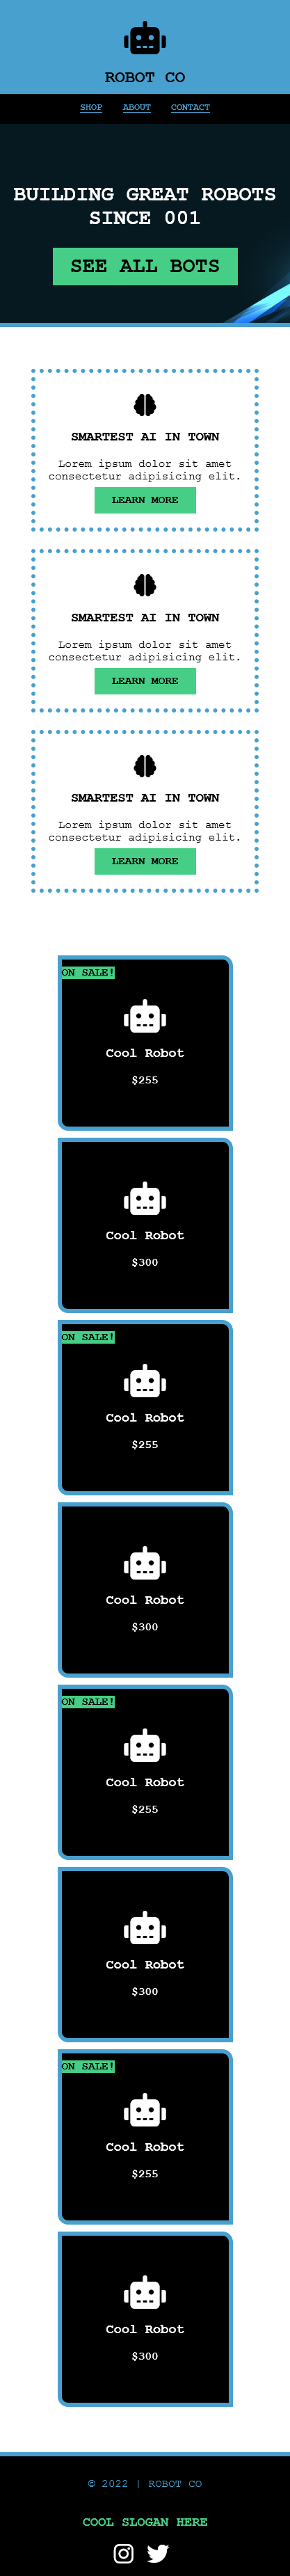 ROBOT CO
SHOP ABOUT CONTACT
BUILDING GREAT ROBOTS
SINCE 001
SEE ALL BOTS
SMARTEST AI IN TOWN
Lorem ipsum dolor sit amet
consectetur adipisicing elit.
LEARN MORE
SMARTEST AI IN TOWN
Lorem ipsum dolor sit amet
consectetur adipisicing elit.
LEARN MORE
SMARTEST AI IN TOWN
Lorem ipsum dolor sit amet
consectetur adipisicing elit.
LEARN MORE
ON SALE!
Cool Robot
$255
Cool Robot
$300
ON SALE!
Cool Robot
$255
Cool Robot
$300
ON SALE!
Cool Robot
$255
Cool Robot
$300
ON SALE!
Cool Robot
$255
Cool Robot
$300
© 2022 | ROBOT CO
COOL SLOGAN HERE